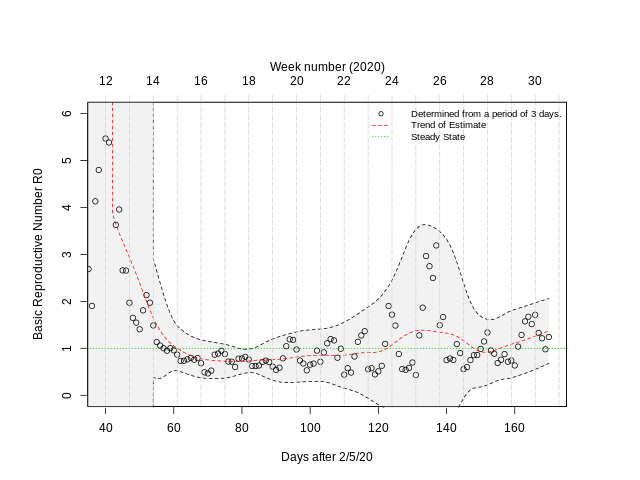 Week number (2020)
12 14 16 18 20 22 24 26 28 30
Determined from a period of 3 days.
Trend of Estimate
Steady State
Basic Reproductive Number R0
6
5
4
3
2
1
0
40 60 80 100 120 140 160
Days after 2/5/20